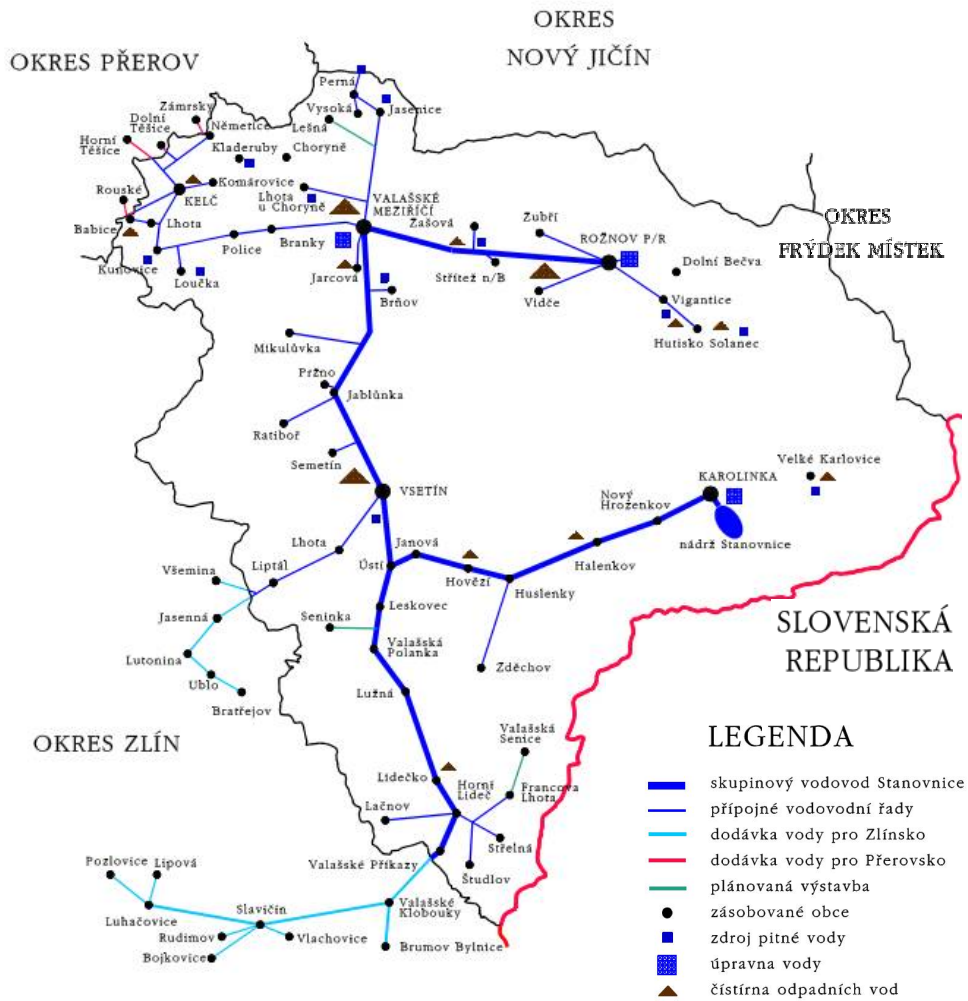 OKRES
NOVÝ JIČÍN
OKRES PŘEROV
Perná
Vysoká
Jasenice
Lešná
Zámrsky
Dolní
Těšice
Němetice
Horní
Těšice
Kladeruby
Choryně
Komárovice
Rouské
KELČ
Lhota
u Choryně
VALAŠSKÉ
MEZIŘÍČÍ
Lhota
Babice
Zašová
Zubří
OKRES
FRÝDEK MÍSTEK
ROŽNOV P/R
Kunovice
Police
Branky
Loučka
Jarcová
Střítež n/B
Dolní Bečva
Brňov
Vidče
Vigantice
Hutisko Solanec
Mikulůvka
Pržno
Jablůnka
Ratiboř
Semetín
Velké Karlovice
KAROLINKA
VSETÍN
Nový
Hrozenkov
nádrž Stanovnice
Lhota
Janová
Halenkov
Ústí
Hovězí
Huslenky
Liptál
Všemina
Leskovec
Seninka
Jasenná
Valašská
Polanka
SLOVENSKÁ
REPUBLIKA
Lutonina
Ublo
Zděchov
Bratřejov
Lužná
OKRES ZLÍN
Valašská
Senice
Lidečko
Horní
Lideč
Francova
Lhota
Lačnov
Střelná
Valašské Příkazy
Študlov
Pozlovice
Lipová
Luhačovice
Slavičín
Valašské
Klobouky
Rudimov
Vlachovice
Bojkovice
Brumov Bylnice
LEGENDA
skupinový vodovod Stanovnice
přípojné vodovodní řady
dodávka vody pro Zlínsko
dodávka vody pro Přerovsko
plánovaná výstavba
zásobované obce
zdroj pitné vody
úpravna vody
čístírna odpadních vod